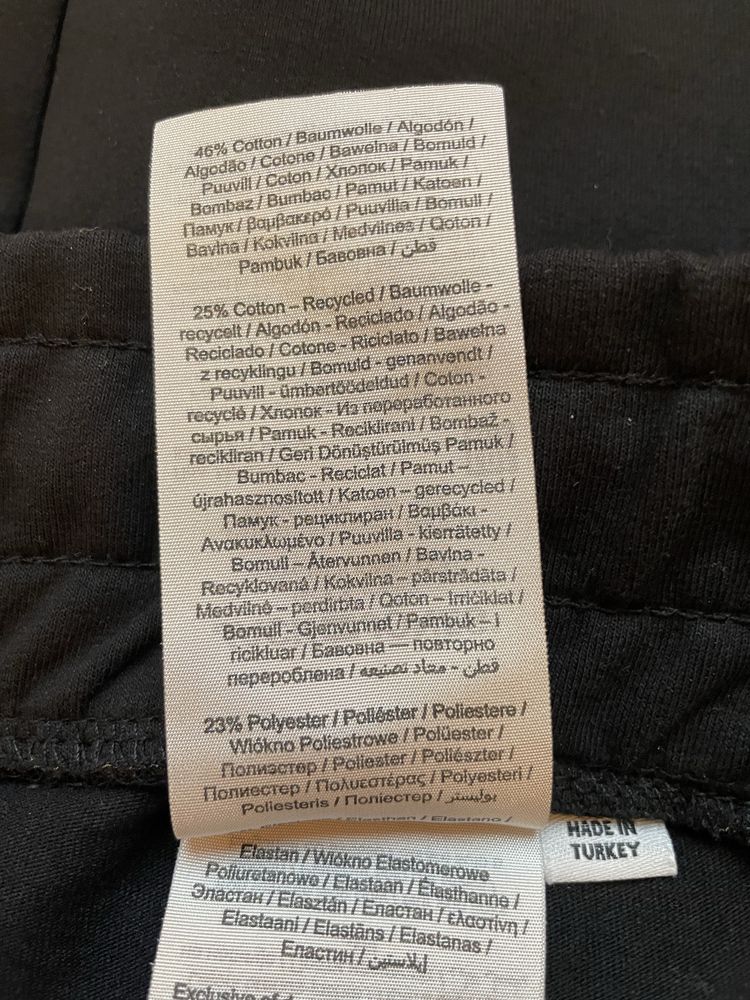 46% Cotton / Baumwolle / Algodón /
Algodão / Cotone / Bawełna / Bomuld /
Puuvill / Coton / Хлопок / Pamuk /
Bombaz / Bumbac / Pamut / Katoen /
Памук / βαμβακερό / Puuvilla / Bomull /
Bavlna / Kokvilna / Medvilnės / Qoton /
Pambuk / Бавовна / قطن
25% Cotton – Recycled / Baumwolle -
recycelt / Algodón - Reciclado / Algodão -
Reciclado / Cotone - Riciclato / Bawełna
z recyklingu / Bomuld - genanvendt /
Puuvill - ümbertöödeldud / Coton -
recyclé / Хлопок - Из переработанного
сырья / Pamuk - Reciklirani / Bombaž -
recikliran / Geri Dönüştürülmüş Pamuk /
Bumbac - Reciclat / Pamut –
újrahasznosított / Katoen – gerecycled /
Памук - рециклиран / Βαμβάκι -
Ανακυκλωμένο / Puuvilla - kierrätetty /
Bomull – Återvunnen / Bavlna -
Recyklovaná / Kokvilna – pārstrādāta /
Medvilnė – perdirbta / Qoton – Irriċiklat /
Bomull - Gjenvunnet / Pambuk – I
ricikluar / Бавовна — повторно
перероблена / قطن - معاد تصنيعه
23% Polyester / Poliéster / Poliestere /
Włókno Poliestrowe / Polüester /
Полиэстер / Poliester / Poliészter /
Полиестер / Πολυεστέρας / Polyesteri /
Poliesteris / Поліестер / بوليستر
Elastan / Włókno Elastomerowe
Poliuretanowe / Elastaan / Élasthanne /
Эластан / Elasztán / Еластан / ελαστίνη /
Elastaani / Elastāns / Elastanas /
Еластин / إيلاستين
Exclusive of
MADE IN
TURKEY